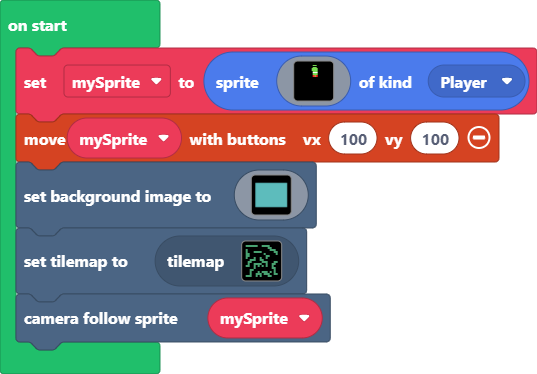 on start
set mySprite to sprite of kind Player
move mySprite with buttons vx 100 vy 100
set background image to
set tilemap to tilemap
camera follow sprite mySprite